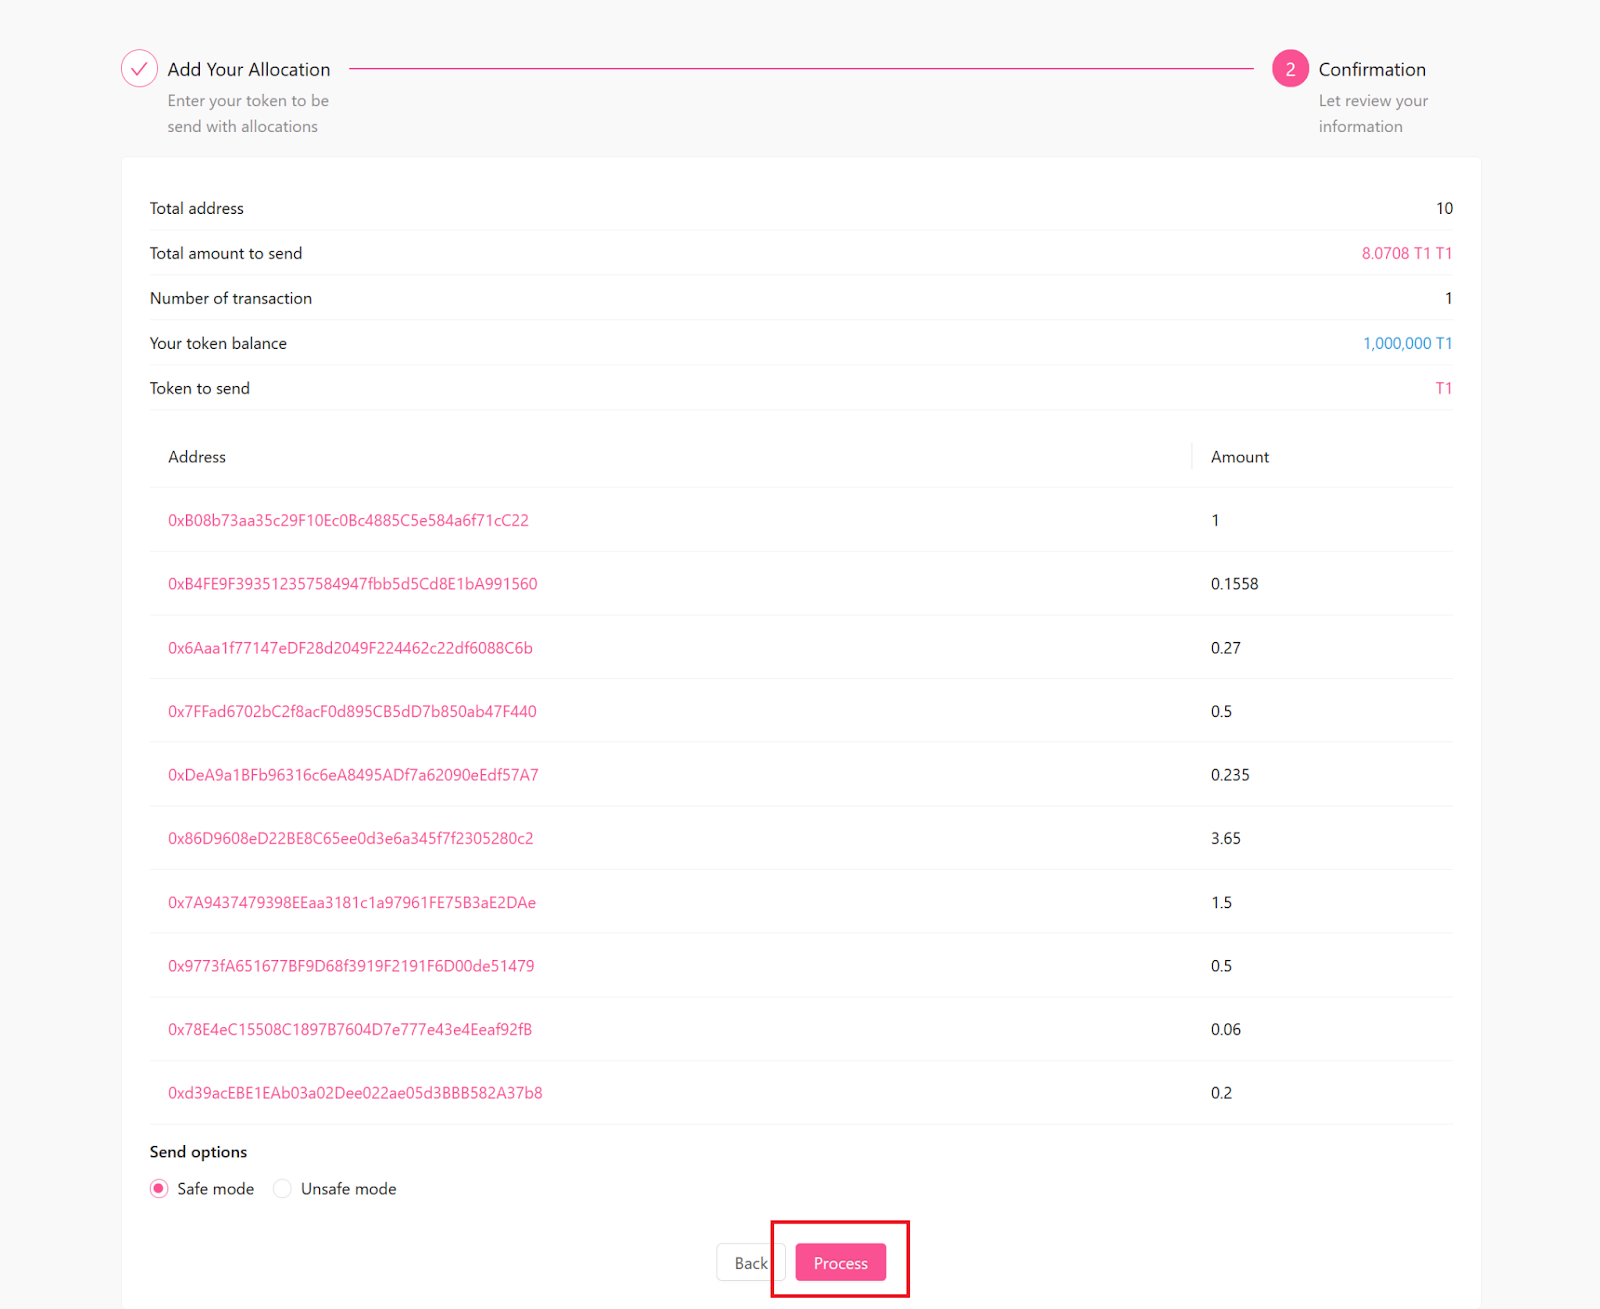 Add Your Allocation
Enter your token to be
send with allocations
2
Confirmation
Let review your
information
Total address 10
Total amount to send 8.0708 T1 T1
Number of transaction 1
Your token balance 1,000,000 T1
Token to send T1
Address Amount
0xB08b73aa35c29F10Ec0Bc4885C5e584a6f71cC22 1
0xB4FE9F393512357584947fbb5d5Cd8E1bA991560 0.1558
0x6Aaa1f77147eDF28d2049F224462c22df6088C6b 0.27
0x7FFad6702bC2f8acF0d895CB5dD7b850ab47F440 0.5
0xDeA9a1BFb96316c6eA8495ADf7a62090eEdf57A7 0.235
0x86D9608eD22BE8C65ee0d3e6a345f7f2305280c2 3.65
0x7A9437479398EEaa3181c1a97961FE75B3aE2DAe 1.5
0x9773fA651677BF9D68f3919F2191F6D00de51479 0.5
0x78E4eC15508C1897B7604D7e777e43e4Eeaf92fB 0.06
0xd39acEBE1EAb03a02Dee022ae05d3BBB582A37b8 0.2
Send options
Safe mode Unsafe mode
Back Process